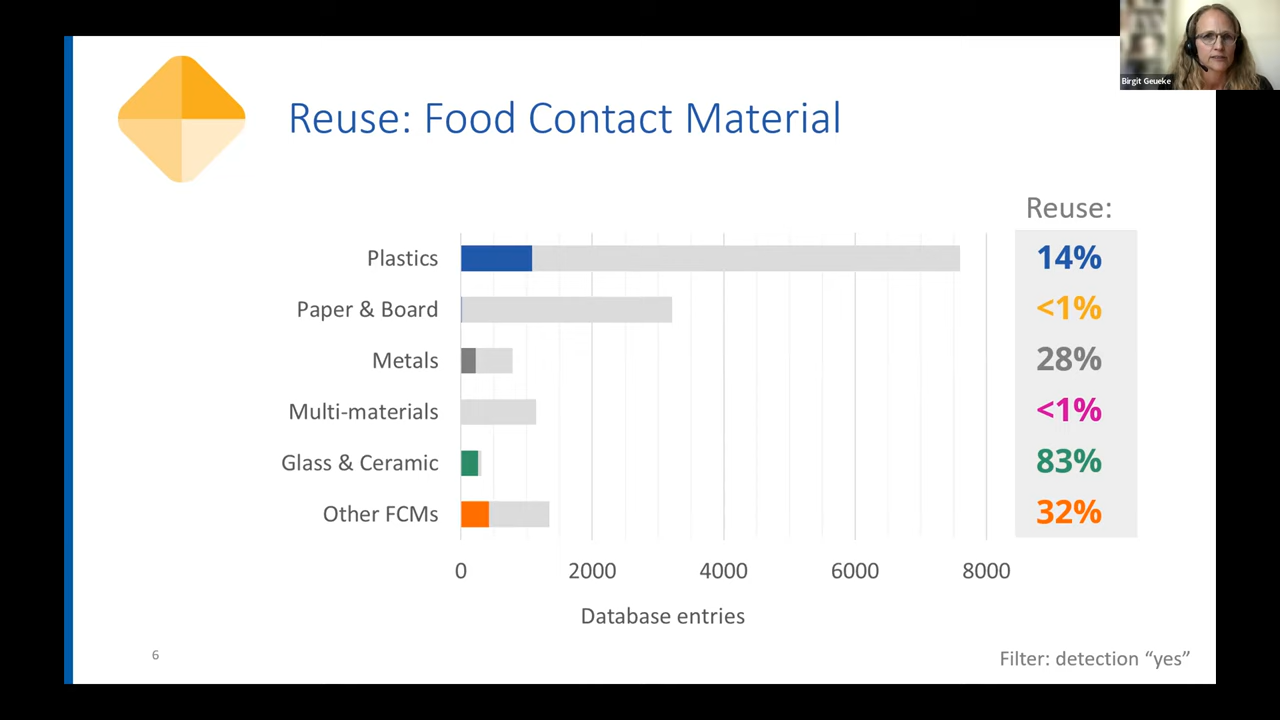 Birgit Geueke
Reuse: Food Contact Material
Reuse:
Plastics 14%
Paper & Board <1%
Metals 28%
Multi-materials <1%
Glass & Ceramic 83%
Other FCMs 32%
0 2000 4000 6000 8000
Database entries
6
Filter: detection “yes”